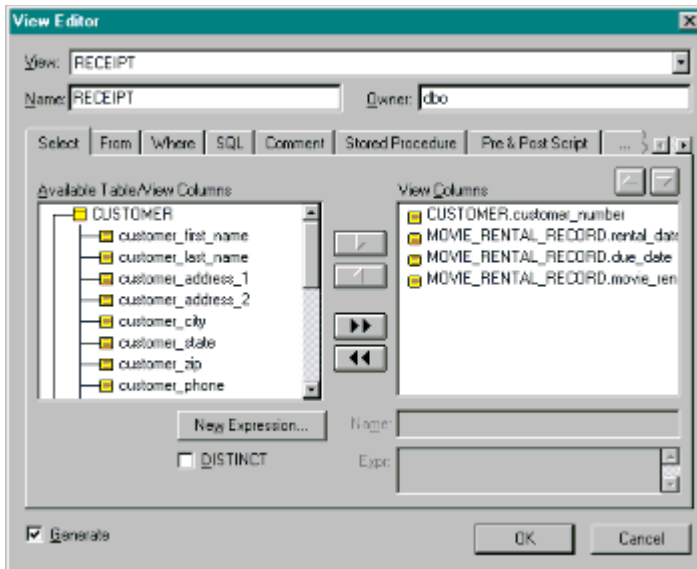 View Editor
View: RECEIPT
Name: RECEIPT Owner: dbo
Select From Where SQL Comment Stored Procedure Pre & Post Script ...
Available Table/View Columns View Columns
CUSTOMER
customer_first_name
customer_last_name
customer_address_1
customer_address_2
customer_city
customer_state
customer_zip
customer_phone
CUSTOMER.customer_number
MOVIE_RENTAL_RECORD.rental_date
MOVIE_RENTAL_RECORD.due_date
MOVIE_RENTAL_RECORD.movie_ren
New Expression...
DISTINCT
Name:
Expr:
Generate
OK Cancel